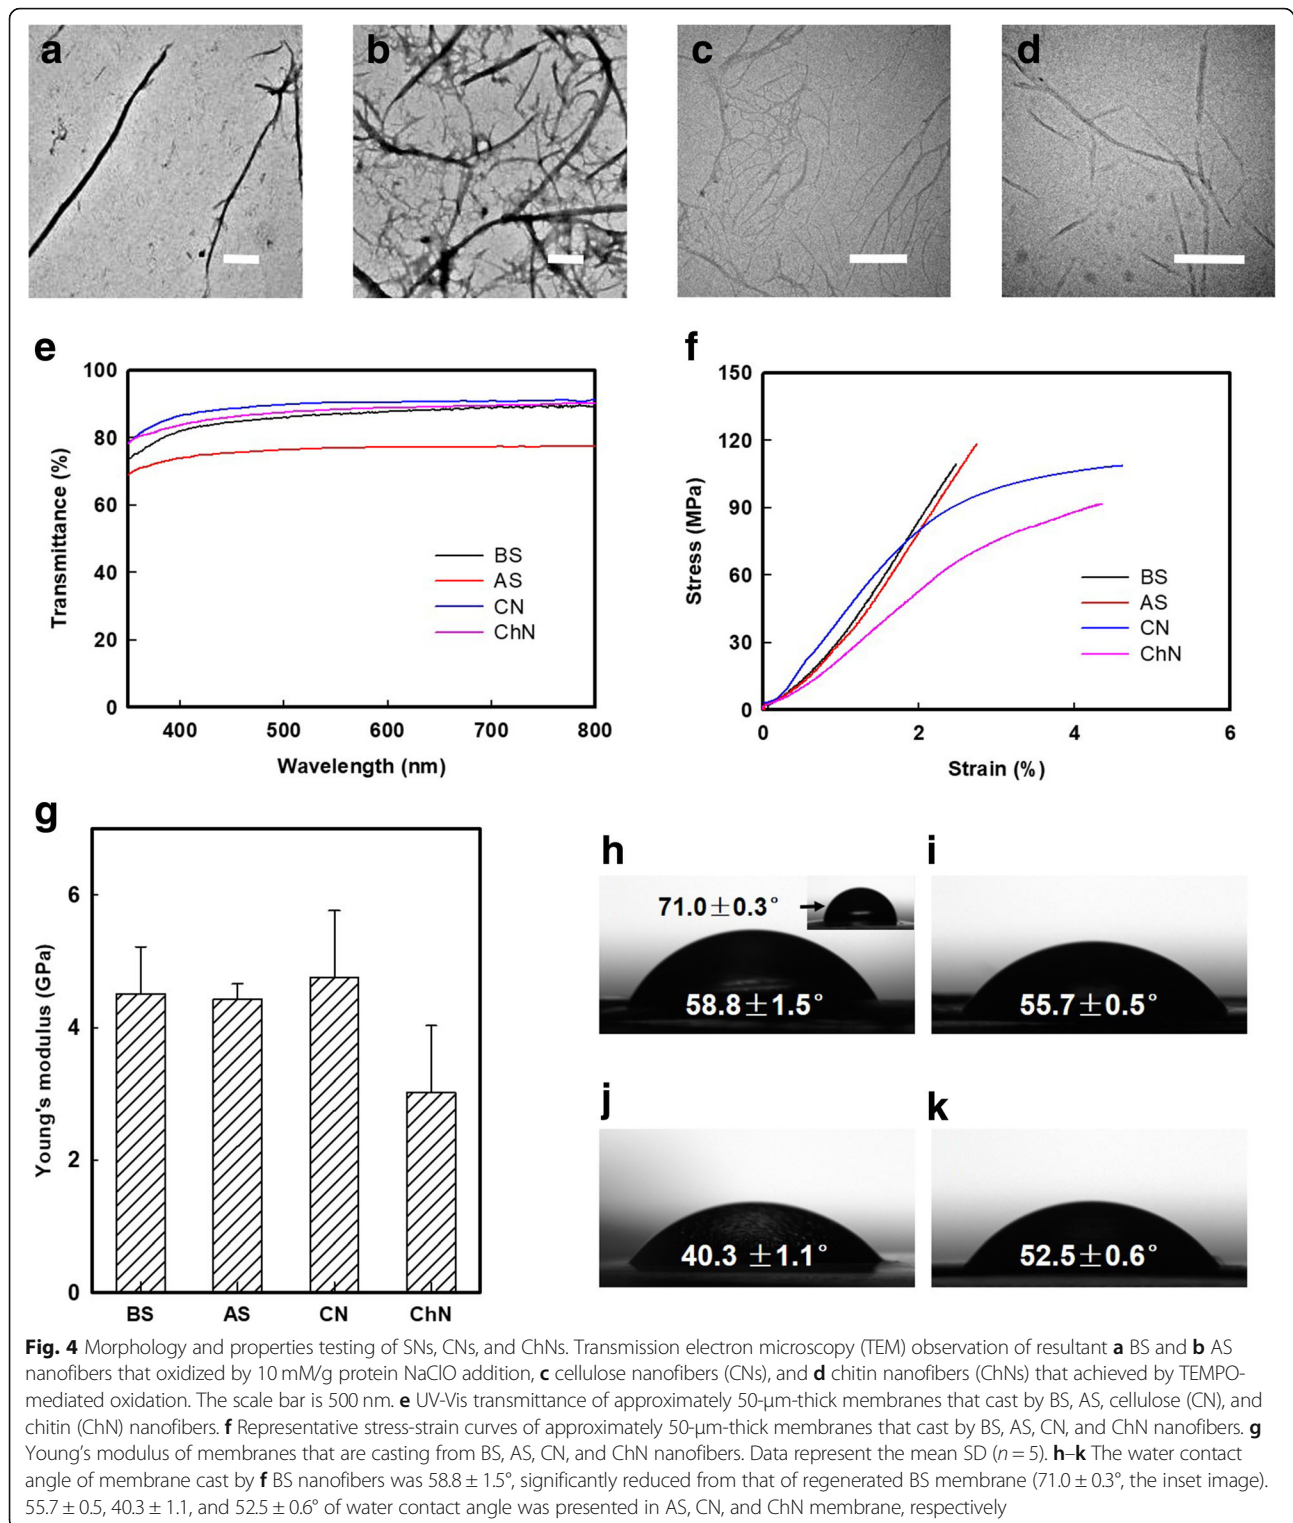 a
b
c
d
e
100
80
60
40
20
0
Transmittance (%)
BS
AS
CN
ChN
400
500
600
700
800
Wavelength (nm)
f
150
120
90
60
30
0
Stress (MPa)
BS
AS
CN
ChN
0
2
4
6
Strain (%)
g
6
4
2
0
Young's modulus (GPa)
BS
AS
CN
ChN
h
71.0±0.3°
58.8±1.5°
i
55.7±0.5°
j
40.3 ±1.1°
k
52.5±0.6°
Fig. 4 Morphology and properties testing of SNs, CNs, and ChNs. Transmission electron microscopy (TEM) observation of resultant a BS and b AS
nanofibers that oxidized by 10 mM/g protein NaClO addition, c cellulose nanofibers (CNs), and d chitin nanofibers (ChNs) that achieved by TEMPO-
mediated oxidation. The scale bar is 500 nm. e UV-Vis transmittance of approximately 50-μm-thick membranes that cast by BS, AS, cellulose (CN), and
chitin (ChN) nanofibers. f Representative stress-strain curves of approximately 50-μm-thick membranes that cast by BS, AS, CN, and ChN nanofibers. g
Young's modulus of membranes that are casting from BS, AS, CN, and ChN nanofibers. Data represent the mean SD (n = 5). h–k The water contact
angle of membrane cast by f BS nanofibers was 58.8 ± 1.5°, significantly reduced from that of regenerated BS membrane (71.0 ± 0.3°, the inset image).
55.7 ± 0.5, 40.3 ± 1.1, and 52.5 ± 0.6° of water contact angle was presented in AS, CN, and ChN membrane, respectively